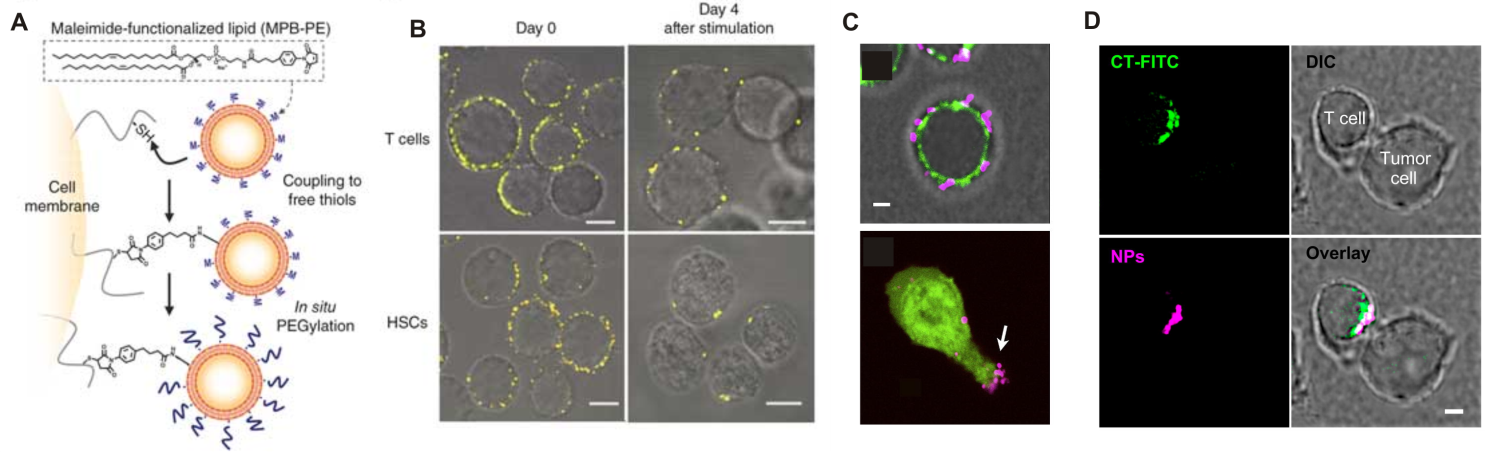 A
Maleimide-functionalized lipid (MPB-PE)
SH
Cell
membrane
Coupling to
free thiols
In situ
PEGylation
B
Day 0
Day 4
after stimulation
T cells
HSCs
C
D
CT-FITC
DIC
T cell
Tumor
cell
NPs
Overlay